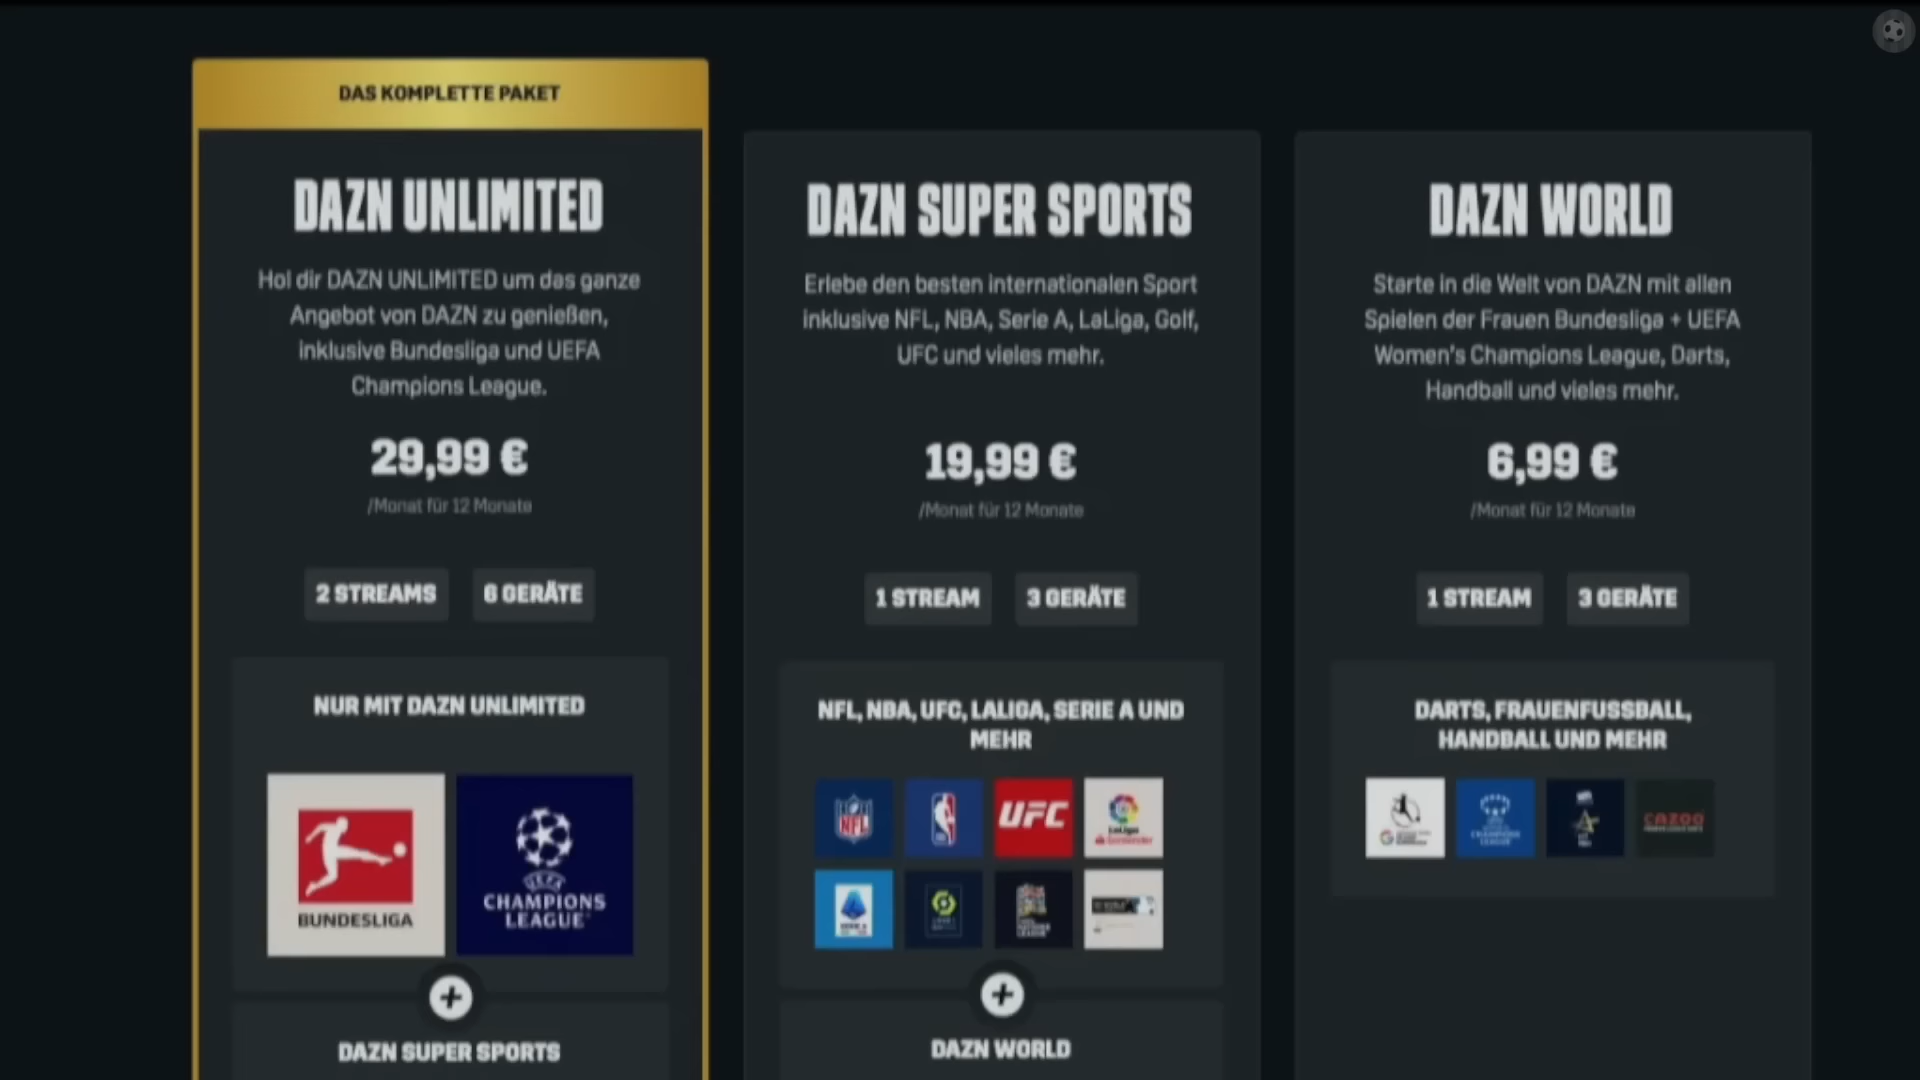 DAS KOMPLETTE PAKET
DAZN UNLIMITED
Hol dir DAZN UNLIMITED um das ganze
Angebot von DAZN zu genießen,
inklusive Bundesliga und UEFA
Champions League.
29,99 €
/Monat für 12 Monate
2 STREAMS
6 GERÄTE
NUR MIT DAZN UNLIMITED
BUNDESLIGA
UEFA
CHAMPIONS
LEAGUE
DAZN SUPER SPORTS
DAZN SUPER SPORTS
Erlebe den besten internationalen Sport
inklusive NFL, NBA, Serie A, LaLiga, Golf,
UFC und vieles mehr.
19,99 €
/Monat für 12 Monate
1 STREAM
3 GERÄTE
NFL, NBA, UFC, LALIGA, SERIE A UND
MEHR
NFL
UFC
LaLiga
Santander
DAZN WORLD
DAZN WORLD
Starte in die Welt von DAZN mit allen
Spielen der Frauen Bundesliga + UEFA
Women's Champions League, Darts,
Handball und vieles mehr.
6,99 €
/Monat für 12 Monate
1 STREAM
3 GERÄTE
DARTS, FRAUENFUSSBALL,
HANDBALL UND MEHR
CHAMPIONS
LEAGUE
CAZOO